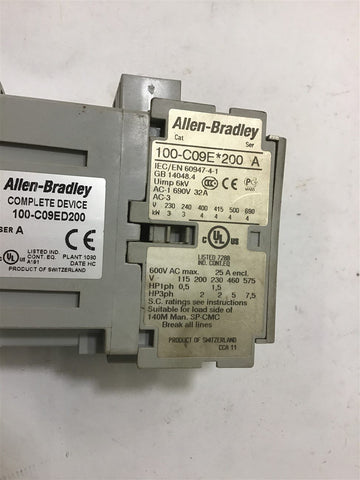 Allen-Bradley
COMPLETE DEVICE
100-C09ED200
SER A
LISTED IND. CONT. EQ. A191
PLANT 1090
DATE HC
PRODUCT OF SWITZERLAND
Allen-Bradley
Cat. Ser
100-C09E*200 A
IEC/EN 60947-4-1
GB 14048.4
Uimp 6kV
AC-1 690V 32A
AC-3
V 230 240 400 415 500 690
kW 3 3 4 4 4 4
LISTED 7288
IND. CONT.EQ
600V AC max. 25 A encl.
V 115 200 230 460 575
HP1ph 0,5 1,5
HP3ph 2 2 5 7,5
S.C. ratings see instructions
Suitable for load side of
140M Man. SP-CMC
Break all lines
PRODUCT OF SWITZERLAND
CCA 11